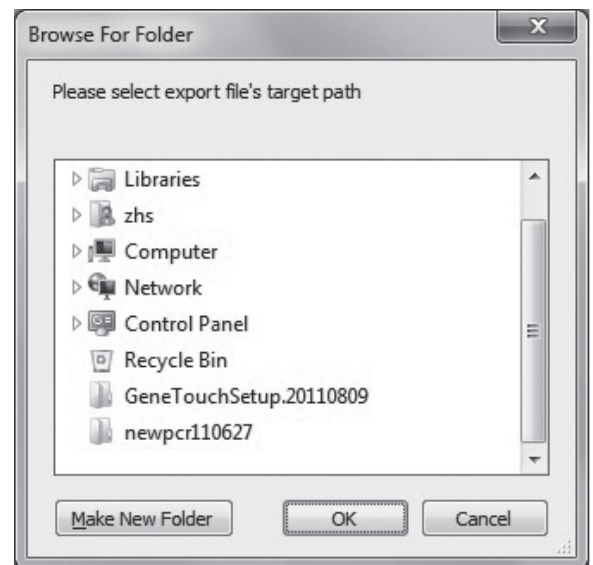 Browse For Folder
X
Please select export file's target path
Libraries
zhs
Computer
Network
Control Panel
Recycle Bin
GeneTouchSetup.20110809
newpcr110627
Make New Folder
OK
Cancel